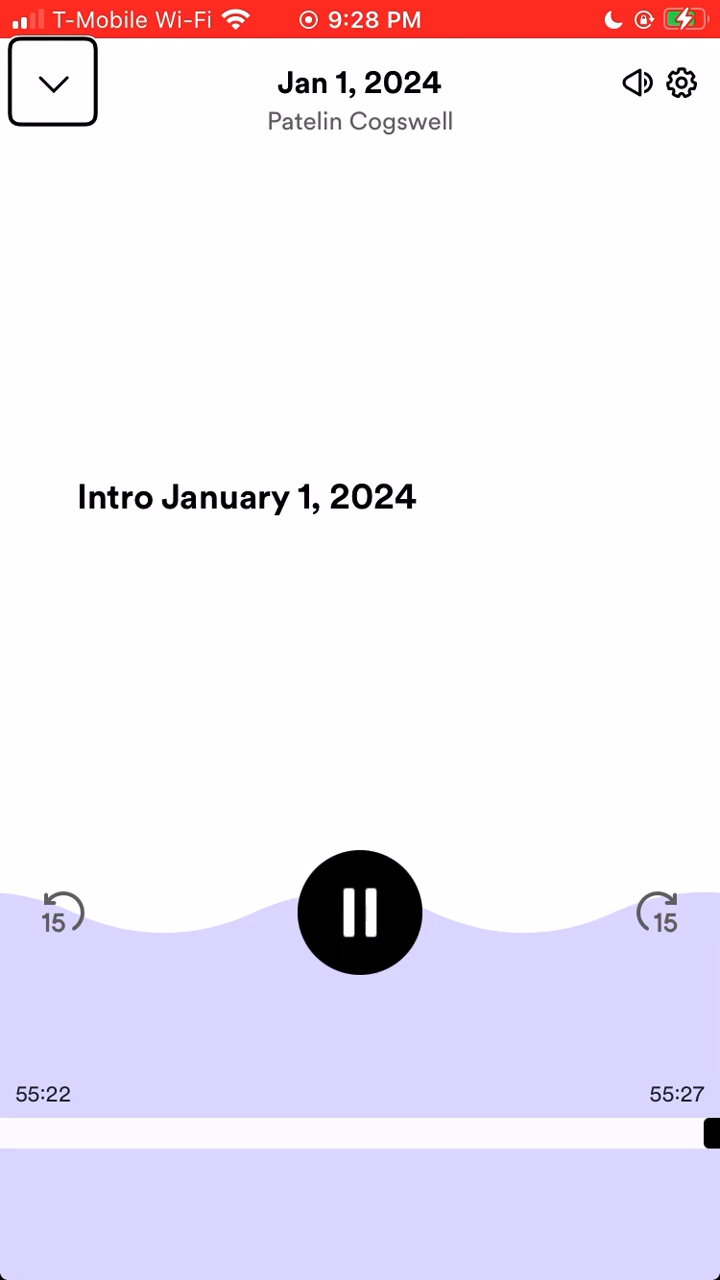 T-Mobile Wi-Fi 9:28 PM
Jan 1, 2024
Patelin Cogswell
Intro January 1, 2024
15 15
55:22 55:27